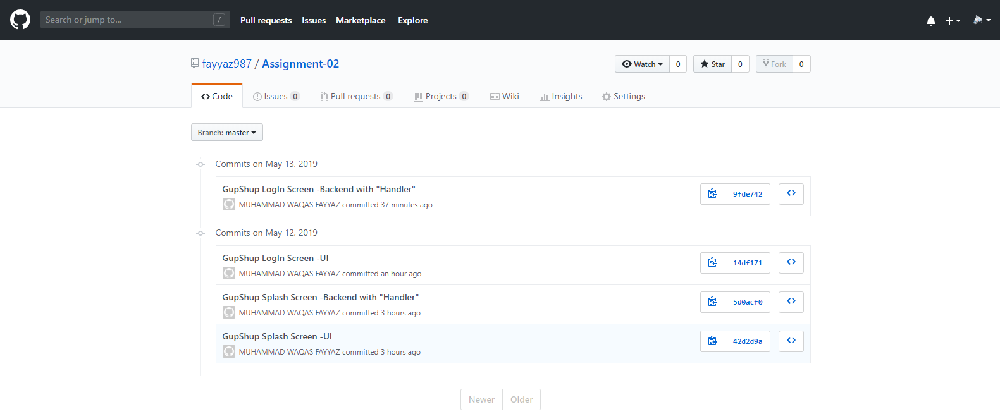 Search or jump to... / Pull requests Issues Marketplace Explore
fayyaz987 / Assignment-02 Watch 0 Star 0 Fork 0
Code Issues 0 Pull requests 0 Projects 0 Wiki Insights Settings
Branch: master
Commits on May 13, 2019
GupShup LogIn Screen -Backend with "Handler"
MUHAMMAD WAQAS FAYYAZ committed 37 minutes ago
9fde742
Commits on May 12, 2019
GupShup LogIn Screen -UI
MUHAMMAD WAQAS FAYYAZ committed an hour ago
14df171
GupShup Splash Screen -Backend with "Handler"
MUHAMMAD WAQAS FAYYAZ committed 3 hours ago
5d0acf0
GupShup Splash Screen -UI
MUHAMMAD WAQAS FAYYAZ committed 3 hours ago
42d2d9a
Newer Older